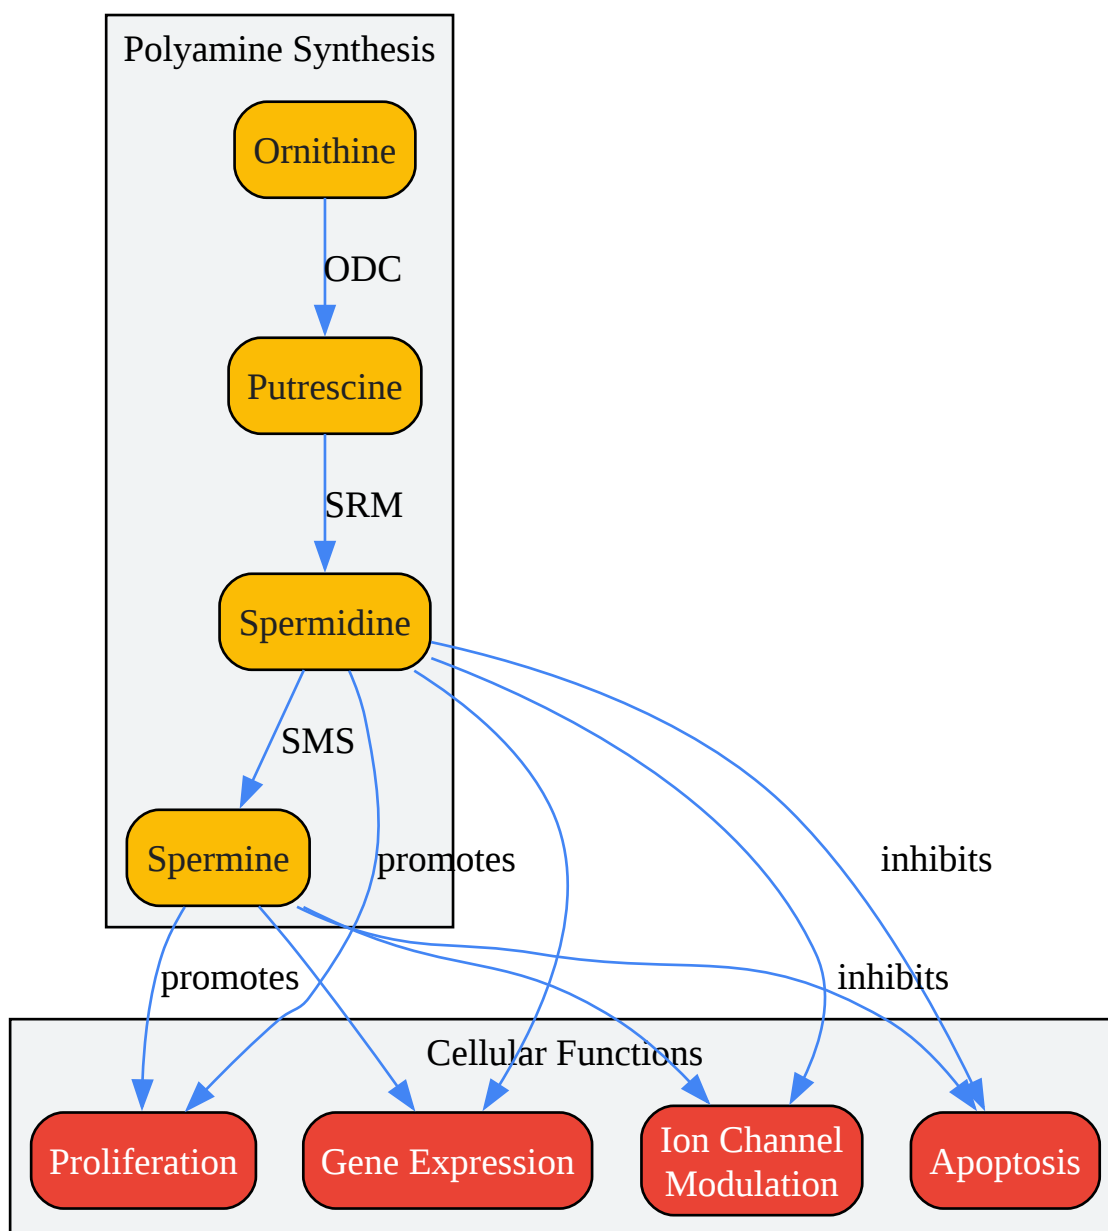 Polyamine Synthesis
Ornithine
ODC
Putrescine
SRM
Spermidine
SMS
Spermine
promotes
inhibits
promotes
inhibits
Cellular Functions
Proliferation
Gene Expression
Ion Channel
Modulation
Apoptosis